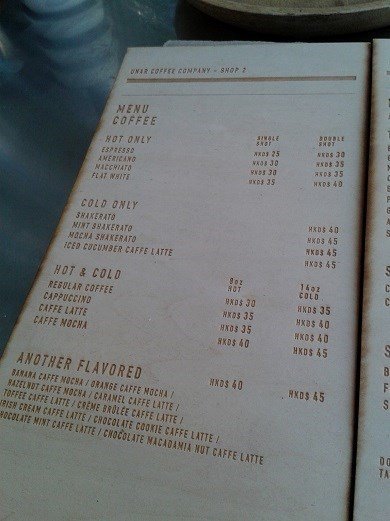 UNAR COFFEE COMPANY - SHOP 2
MENU
COFFEE
HOT ONLY SINGLE SHOT DOUBLE SHOT
ESPRESSO HKD$ 25 HKD$ 30
AMERICANO HKD$ 30 HKD$ 35
MACCHIATO HKD$ 30 HKD$ 35
FLAT WHITE HKD$ 35 HKD$ 40
COLD ONLY
SHAKERATO HKD$ 40
MINT SHAKERATO HKD$ 45
MOCHA SHAKERATO HKD$ 45
ICED CUCUMBER CAFFE LATTE HKD$ 45
HOT & COLD 8oz HOT 14oz COLD
REGULAR COFFEE HKD$ 30 HKD$ 35
CAPPUCCINO HKD$ 35 HKD$ 40
CAFFE LATTE HKD$ 35 HKD$ 40
CAFFE MOCHA HKD$ 40 HKD$ 45
ANOTHER FLAVORED HKD$ 40 HKD$ 45
BANANA CAFFE MOCHA / ORANGE CAFFE MOCHA /
HAZELNUT CAFFE MOCHA / CARAMEL CAFFE LATTE /
TOFFEE CAFFE LATTE / CRÈME BRÛLÉE CAFFE LATTE /
IRISH CREAM CAFFE LATTE / CHOCOLATE COOKIE CAFFE LATTE /
CHOCOLATE MINT CAFFE LATTE / CHOCOLATE MACADAMIA NUT CAFFE LATTE